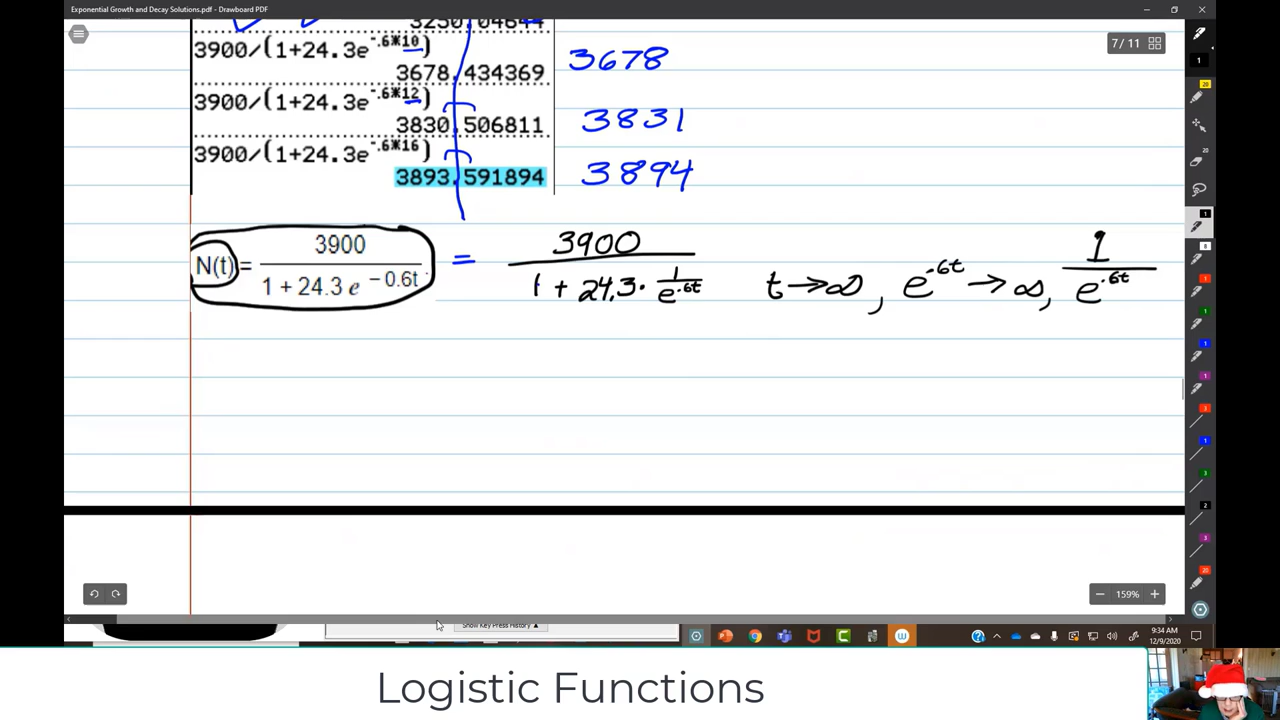 Exponential Growth and Decay Solutions.pdf - Drawboard PDF
7 / 11
3250.04644
3900/(1+24.3e^-.6*10)
3678.434369
3678
3900/(1+24.3e^-.6*12)
3830.506811
3831
3900/(1+24.3e^-.6*16)
3893.591894
3894
N(t) = 3900 / 1 + 24.3 e^-0.6t = 3900 / 1 + 24.3 · 1/e^.6t t → ∞, e^.6t → ∞, 1/e^.6t
159%
Show Key Press History
9:34 AM
12/9/2020
Logistic Functions